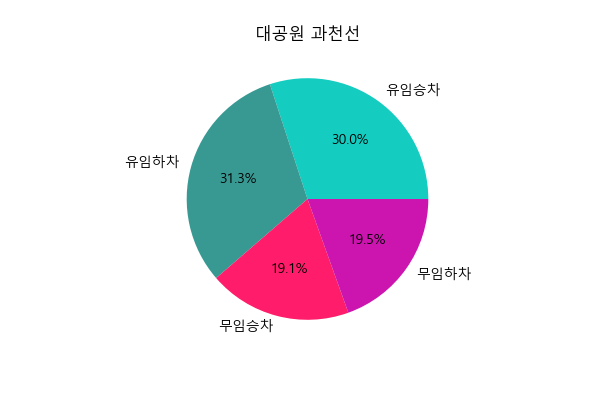 대공원 과천선
유임승차
30.0%
유임하차
31.3%
19.1%
무임승차
19.5%
무임하차